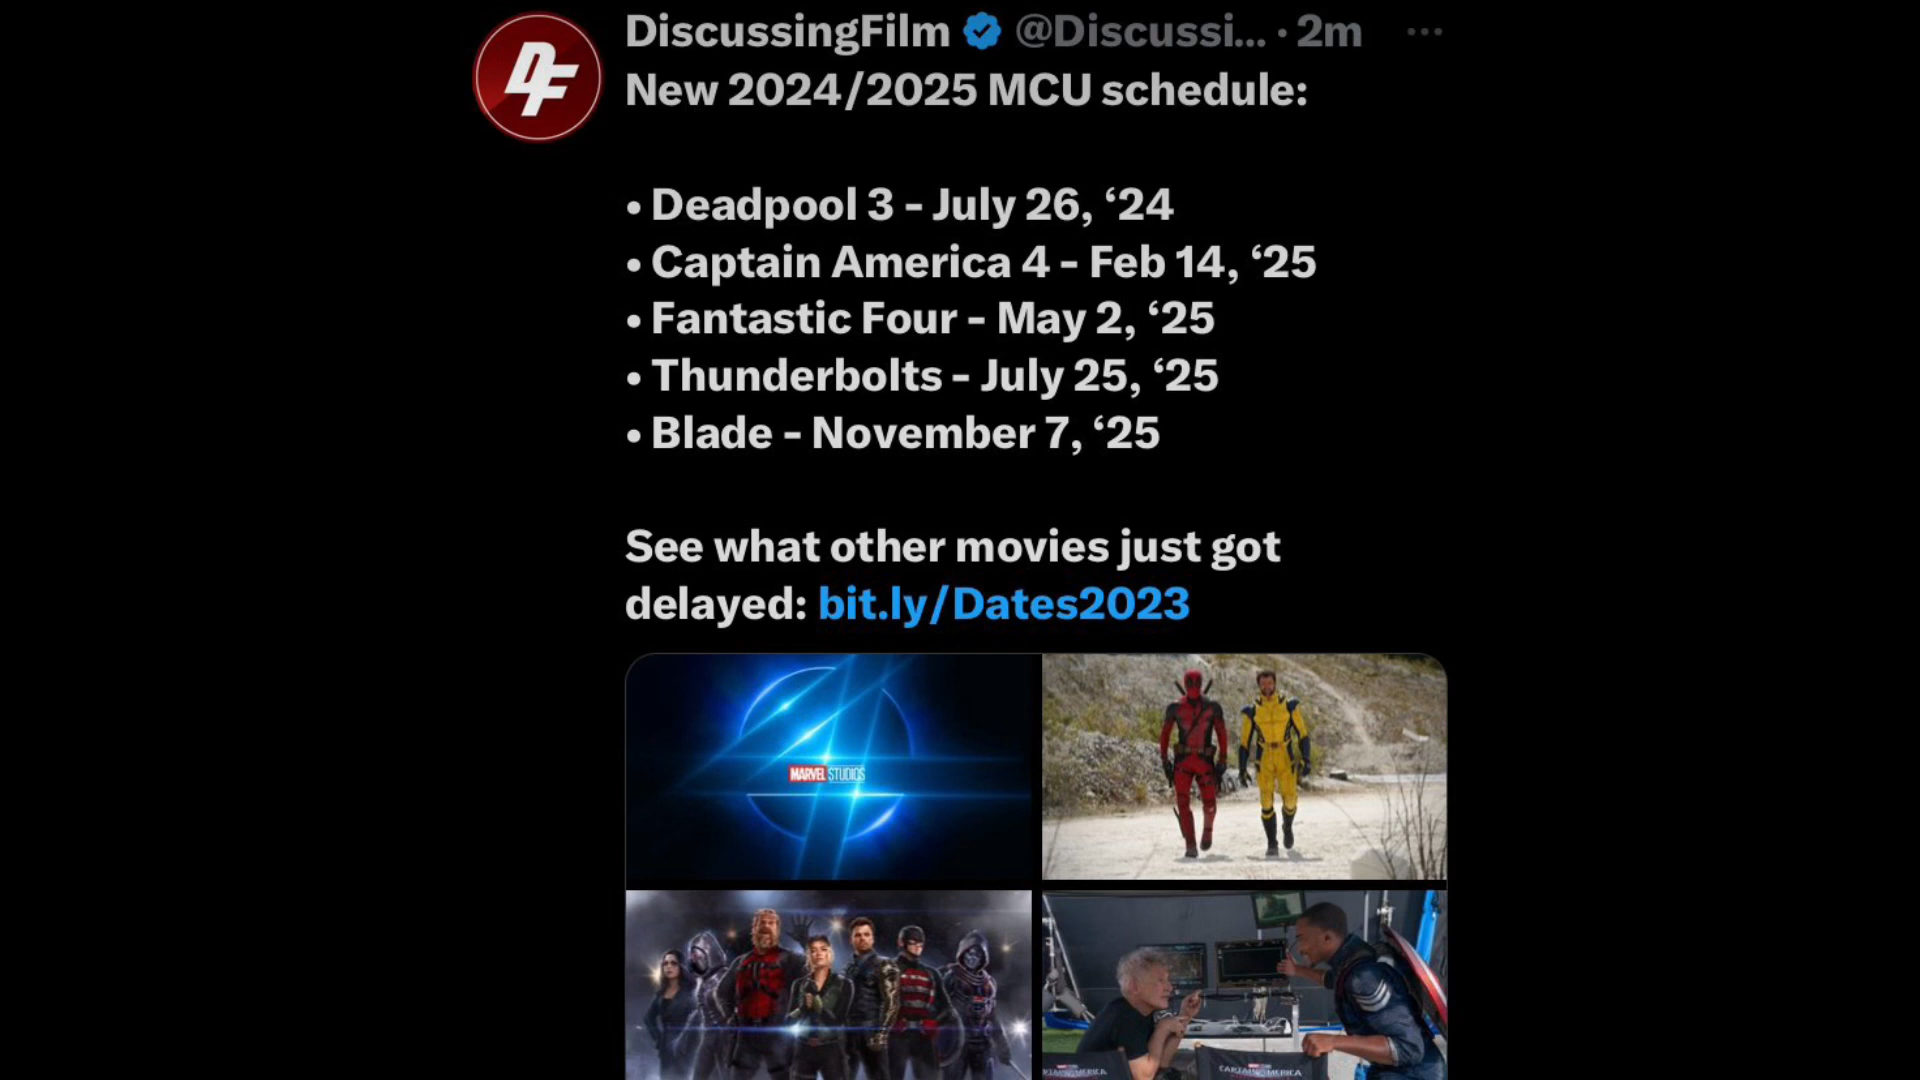 DiscussingFilm @Discussi... · 2m
New 2024/2025 MCU schedule:
• Deadpool 3 - July 26, ‘24
• Captain America 4 - Feb 14, ‘25
• Fantastic Four - May 2, ‘25
• Thunderbolts - July 25, ‘25
• Blade - November 7, ‘25
See what other movies just got
delayed: bit.ly/Dates2023
MARVEL STUDIOS
CAPTAIN AMERICA